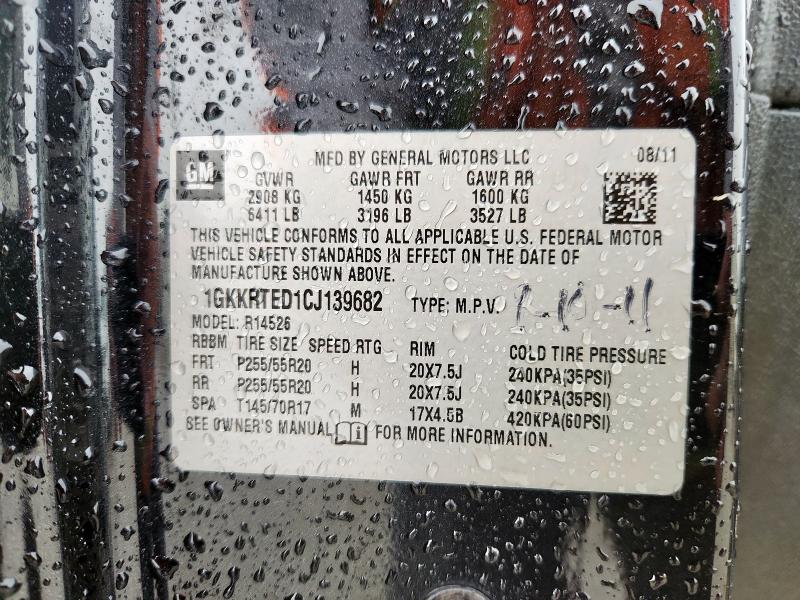 GM MFD BY GENERAL MOTORS LLC 08/11
GVWR GAWR FRT GAWR RR
2908 KG 1450 KG 1600 KG
6411 LB 3196 LB 3527 LB
THIS VEHICLE CONFORMS TO ALL APPLICABLE U.S. FEDERAL MOTOR
VEHICLE SAFETY STANDARDS IN EFFECT ON THE DATE OF
MANUFACTURE SHOWN ABOVE.
1GKKRTED1CJ139682 TYPE: M.P.V.
MODEL: R14526
RBBM TIRE SIZE SPEED RTG RIM COLD TIRE PRESSURE
FRT P255/55R20 H 20X7.5J 240KPA(35PSI)
RR P255/55R20 H 20X7.5J 240KPA(35PSI)
SPA T145/70R17 M 17X4.5B 420KPA(60PSI)
SEE OWNER'S MANUAL FOR MORE INFORMATION.